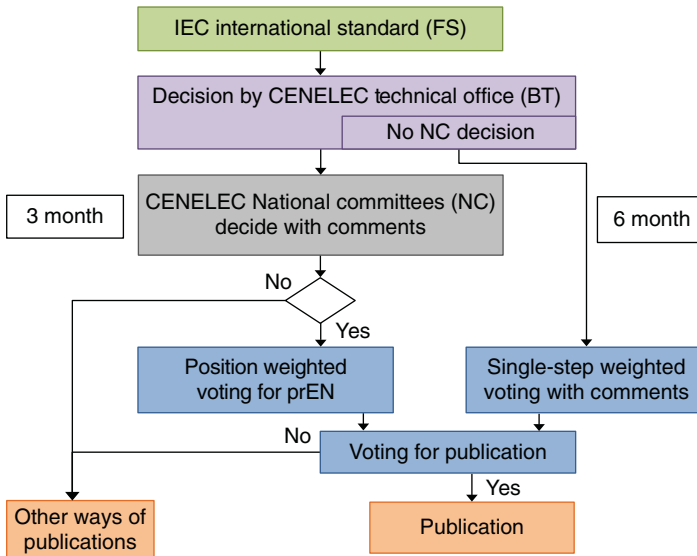 IEC international standard (FS)
Decision by CENELEC technical office (BT)
No NC decision
3 month
CENELEC National committees (NC)
decide with comments
6 month
No
Yes
Position weighted
voting for prEN
Single-step weighted
voting with comments
No
Voting for publication
Yes
Other ways of
publications
Publication